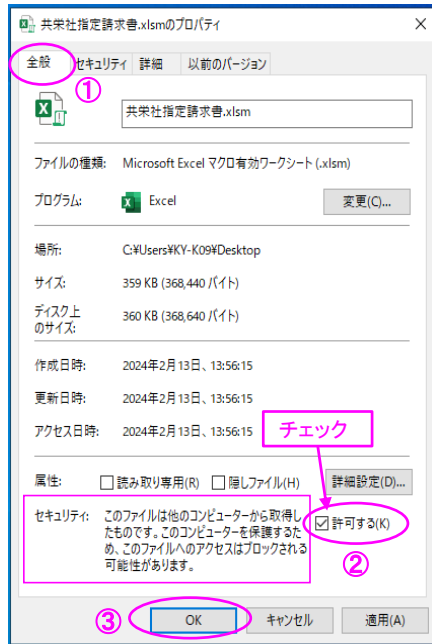 共栄社指定請求書.xlsmのプロパティ
全般 セキュリティ 詳細 以前のバージョン
①
共栄社指定請求書.xlsm
ファイルの種類: Microsoft Excel マクロ有効ワークシート (.xlsm)
プログラム: Excel 変更(C)...
場所: C:¥Users¥KY-K09¥Desktop
サイズ: 359 KB (368,440 バイト)
ディスク上
のサイズ: 360 KB (368,640 バイト)
作成日時: 2024年2月13日、13:56:15
更新日時: 2024年2月13日、13:56:15
アクセス日時: 2024年2月13日、13:56:15
チェック
属性: 読み取り専用(R) 隠しファイル(H) 詳細設定(D)...
セキュリティ: このファイルは他のコンピューターから取得し
たものです。このコンピューターを保護するた
め、このファイルへのアクセスはブロックされる
可能性があります。
許可する(K)
②
③
OK キャンセル 適用(A)